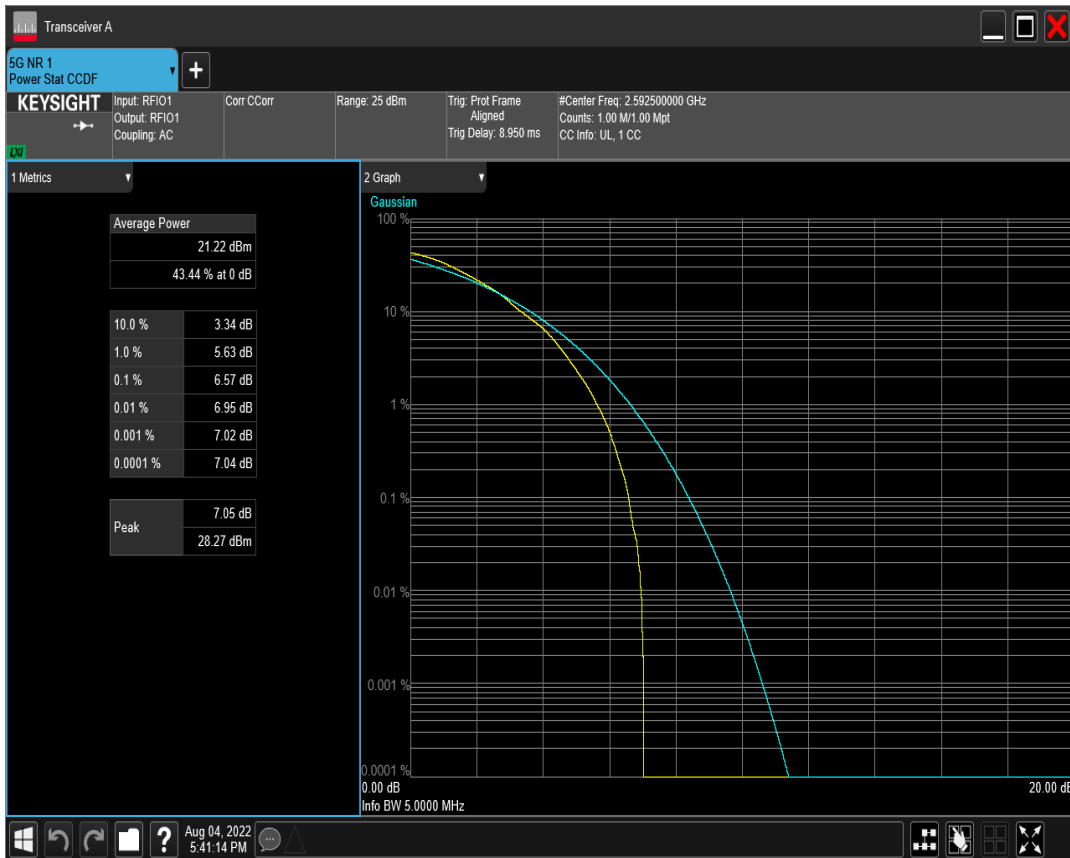 Transceiver A
5G NR 1
Power Stat CCDF
KEYSIGHT
LXI
Input: RFIO1
Output: RFIO1
Coupling: AC
Corr CCorr
Range: 25 dBm
Trig: Prot Frame
Aligned
Trig Delay: 8.950 ms
#Center Freq: 2.592500000 GHz
Counts: 1.00 M/1.00 Mpt
CC Info: UL, 1 CC
1 Metrics
Average Power
21.22 dBm
43.44 % at 0 dB
10.0 % 3.34 dB
1.0 % 5.63 dB
0.1 % 6.57 dB
0.01 % 6.95 dB
0.001 % 7.02 dB
0.0001 % 7.04 dB
Peak
7.05 dB
28.27 dBm
2 Graph
Gaussian
100 %
10 %
1 %
0.1 %
0.01 %
0.001 %
0.0001 %
0.00 dB 20.00 dB
Info BW 5.0000 MHz
?
Aug 04, 2022
5:41:14 PM